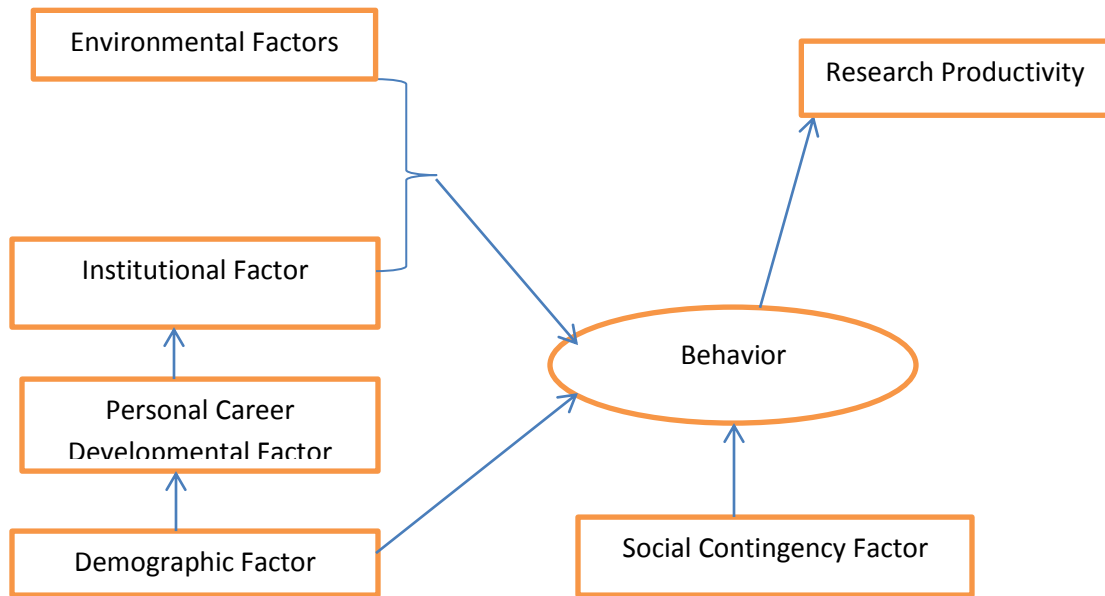 Environmental Factors
Research Productivity
Institutional Factor
Behavior
Personal Career
Developmental Factor
Social Contingency Factor
Demographic Factor